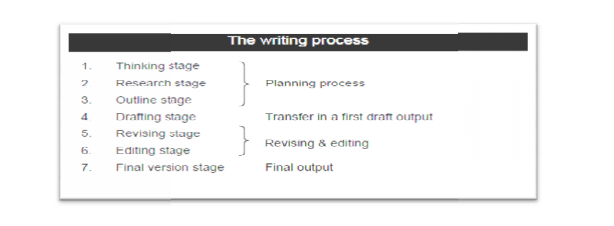 The writing process
1. Thinking stage
2 Research stage Planning process
3. Outline stage
4 Drafting stage Transfer in a first draft output
5. Revising stage
Revising & editing
6. Editing stage
7. Final version stage Final output